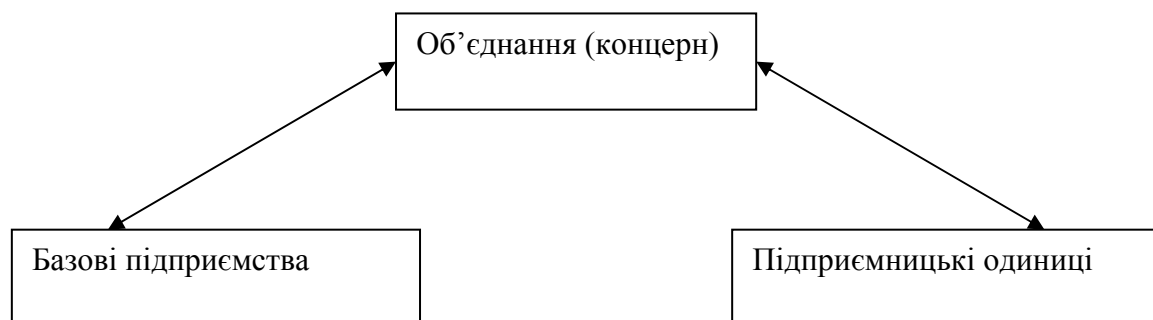 Об’єднання (концерн)
Базові підприємства
Підприємницькі одиниці